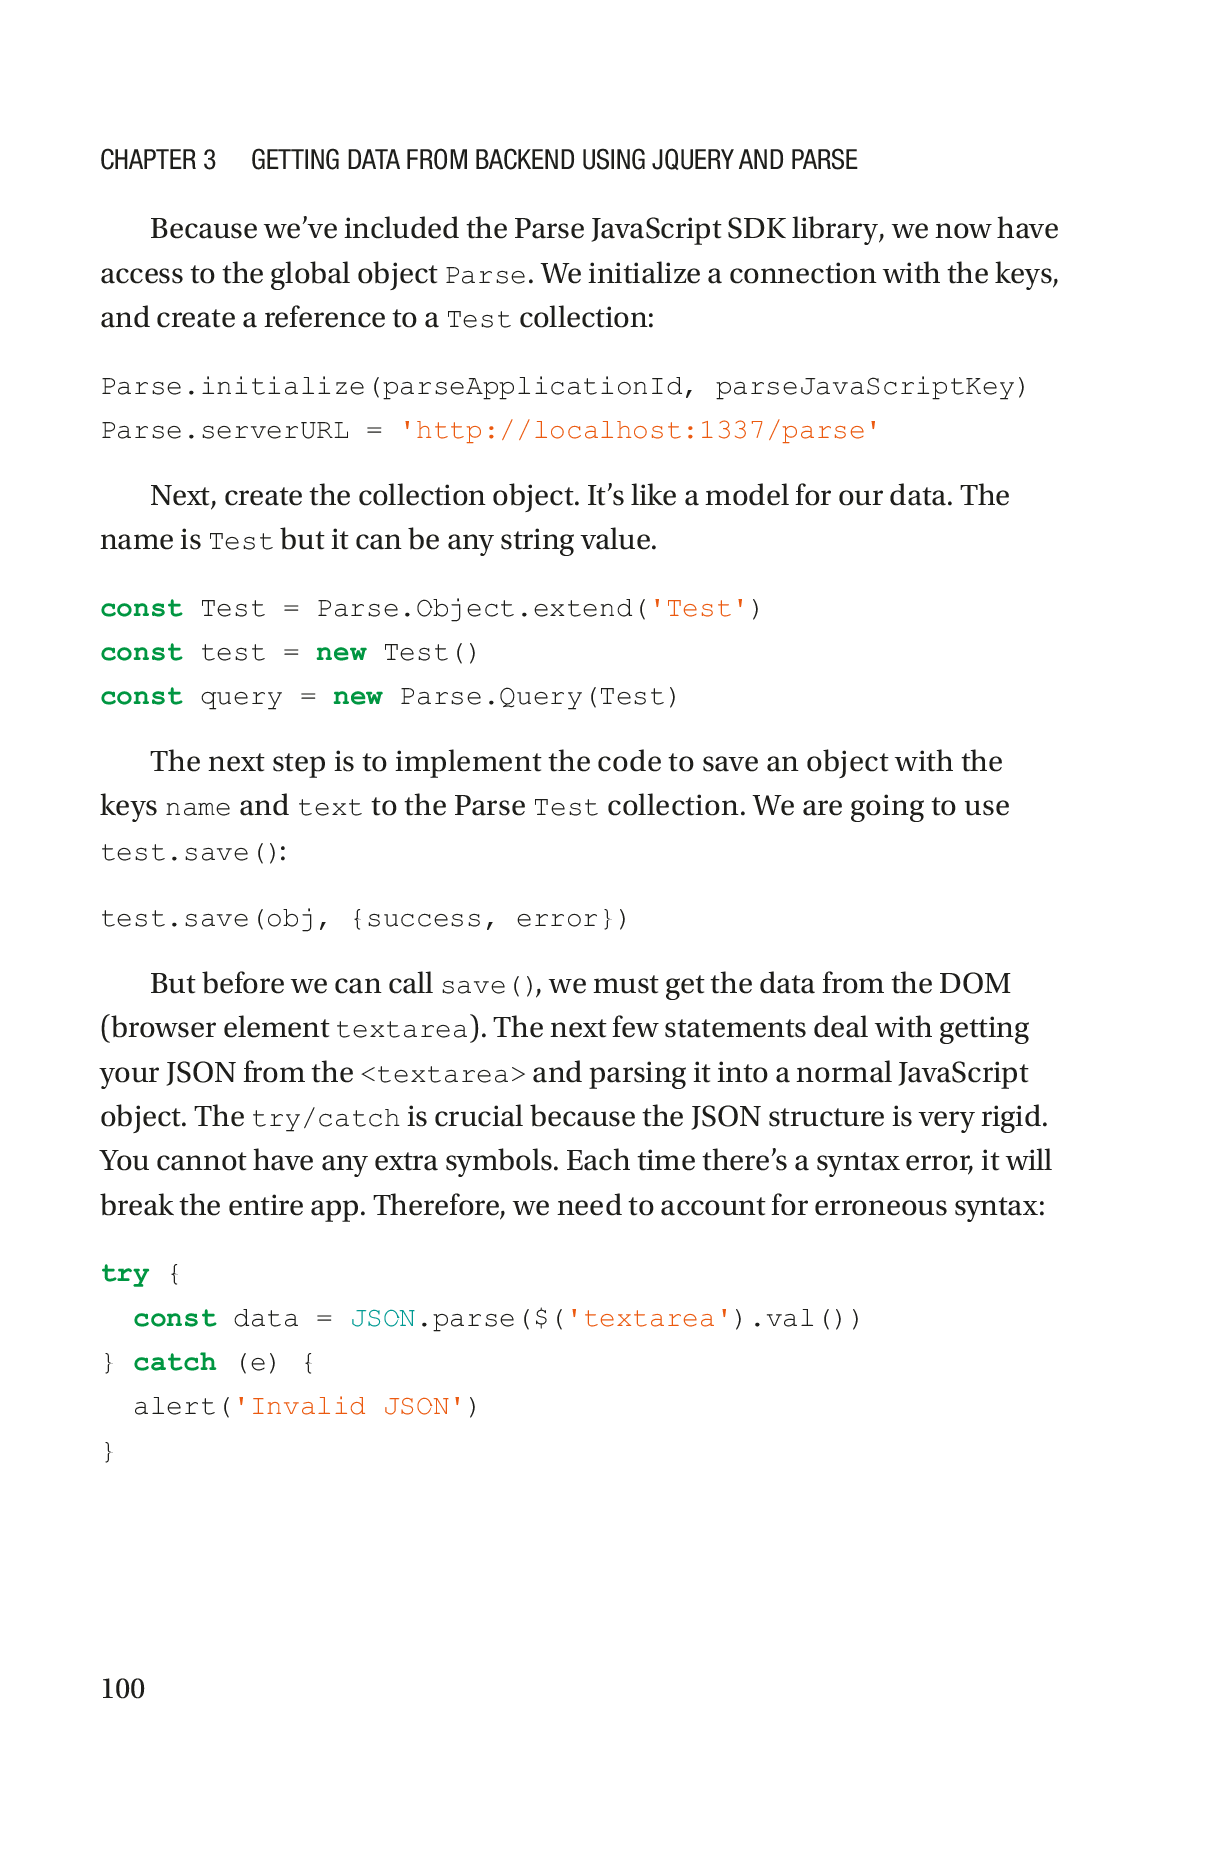 CHAPTER 3 GETTING DATA FROM BACKEND USING JQUERY AND PARSE
Because we’ve included the Parse JavaScript SDK library, we now have
access to the global object Parse. We initialize a connection with the keys,
and create a reference to a Test collection:
Parse.initialize(parseApplicationId, parseJavaScriptKey)
Parse.serverURL = 'http://localhost:1337/parse'
Next, create the collection object. It’s like a model for our data. The
name is Test but it can be any string value.
const Test = Parse.Object.extend('Test')
const test = new Test()
const query = new Parse.Query(Test)
The next step is to implement the code to save an object with the
keys name and text to the Parse Test collection. We are going to use
test.save():
test.save(obj, {success, error})
But before we can call save(), we must get the data from the DOM
(browser element textarea). The next few statements deal with getting
your JSON from the <textarea> and parsing it into a normal JavaScript
object. The try/catch is crucial because the JSON structure is very rigid.
You cannot have any extra symbols. Each time there’s a syntax error, it will
break the entire app. Therefore, we need to account for erroneous syntax:
try {
  const data = JSON.parse($('textarea').val())
} catch (e) {
  alert('Invalid JSON')
}
100